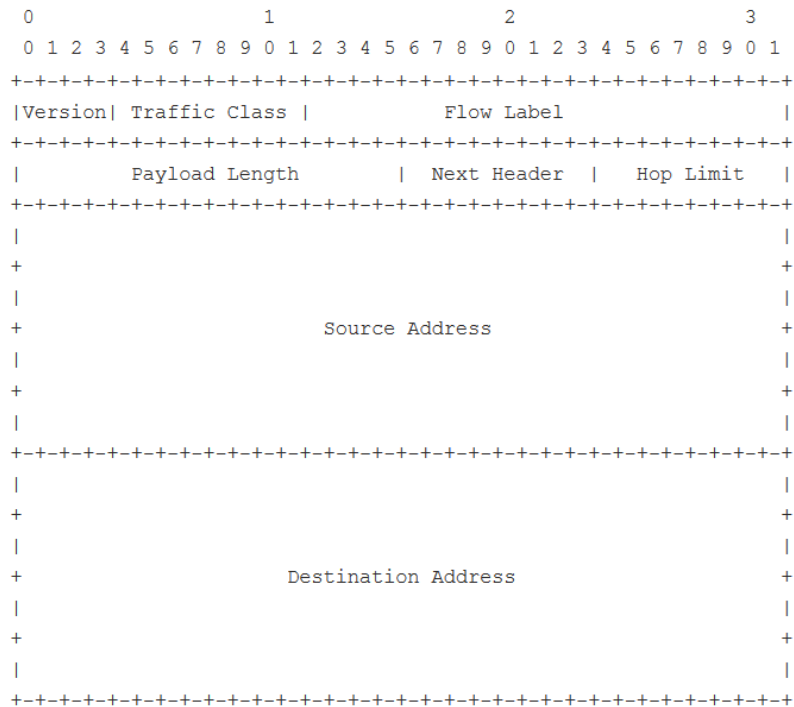 0                   1                   2                   3
 0 1 2 3 4 5 6 7 8 9 0 1 2 3 4 5 6 7 8 9 0 1 2 3 4 5 6 7 8 9 0 1
+-+-+-+-+-+-+-+-+-+-+-+-+-+-+-+-+-+-+-+-+-+-+-+-+-+-+-+-+-+-+-+-+
|Version| Traffic Class |           Flow Label                  |
+-+-+-+-+-+-+-+-+-+-+-+-+-+-+-+-+-+-+-+-+-+-+-+-+-+-+-+-+-+-+-+-+
|         Payload Length        |  Next Header  |   Hop Limit   |
+-+-+-+-+-+-+-+-+-+-+-+-+-+-+-+-+-+-+-+-+-+-+-+-+-+-+-+-+-+-+-+-+
|                                                               |
+                                                               +
|                                                               |
+                         Source Address                        +
|                                                               |
+                                                               +
|                                                               |
+-+-+-+-+-+-+-+-+-+-+-+-+-+-+-+-+-+-+-+-+-+-+-+-+-+-+-+-+-+-+-+-+
|                                                               |
+                                                               +
|                                                               |
+                      Destination Address                      +
|                                                               |
+                                                               +
|                                                               |
+-+-+-+-+-+-+-+-+-+-+-+-+-+-+-+-+-+-+-+-+-+-+-+-+-+-+-+-+-+-+-+-+